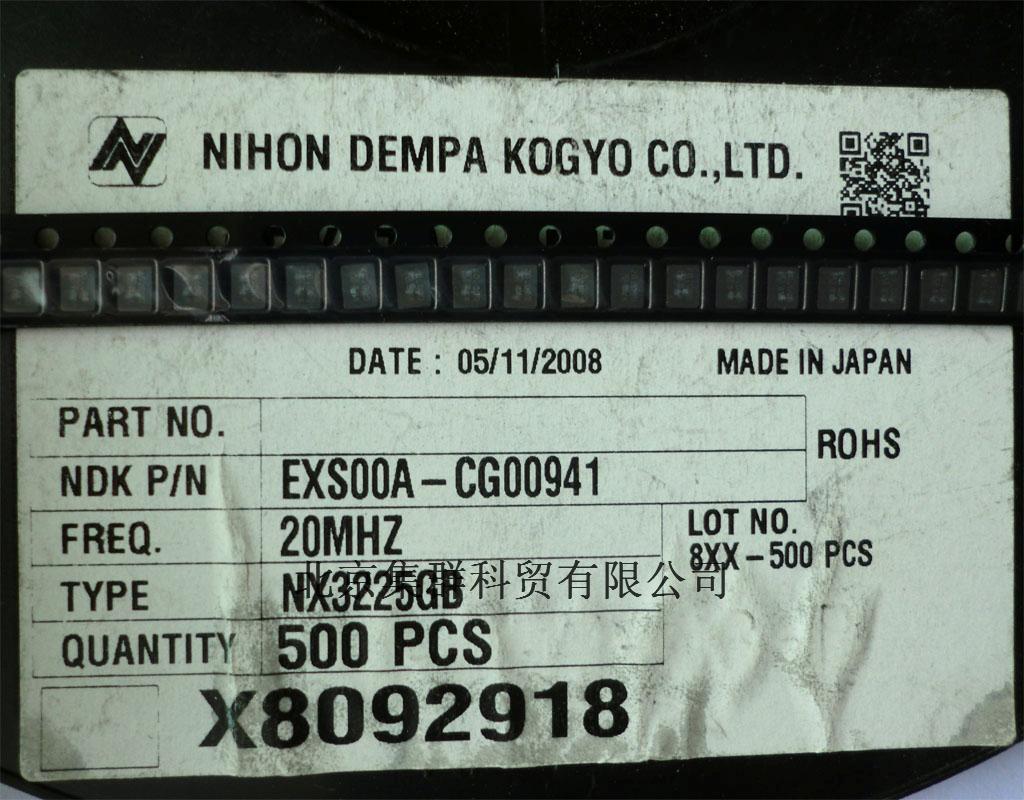 NIHON DEMPA KOGYO CO.,LTD.
DATE : 05/11/2008 MADE IN JAPAN
PART NO.
ROHS
NDK P/N EXS00A-CG00941
FREQ. 20MHZ
LOT NO.
8XX-500 PCS
北京集群科贸有限公司
TYPE NX3225GB
QUANTITY 500 PCS
X8092918